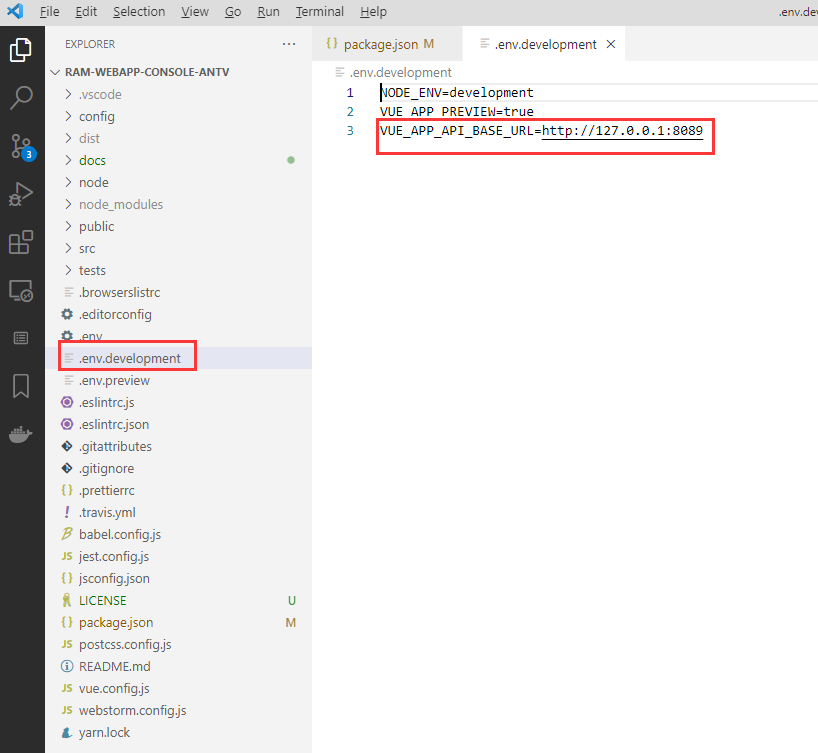 File Edit Selection View Go Run Terminal Help .env.dev
EXPLORER ...
RAM-WEBAPP-CONSOLE-ANTV
.vscode
config
dist
docs
node
node_modules
public
src
tests
.browserslistrc
.editorconfig
.env
.env.development
.env.preview
.eslintrc.js
.eslintrc.json
.gitattributes
.gitignore
.prettierrc
.travis.yml
babel.config.js
jest.config.js
jsconfig.json
LICENSE U
package.json M
postcss.config.js
README.md
vue.config.js
webstorm.config.js
yarn.lock
3
package.json M
.env.development
.env.development
1 NODE_ENV=development
2 VUE_APP_PREVIEW=true
3 VUE_APP_API_BASE_URL=http://127.0.0.1:8089